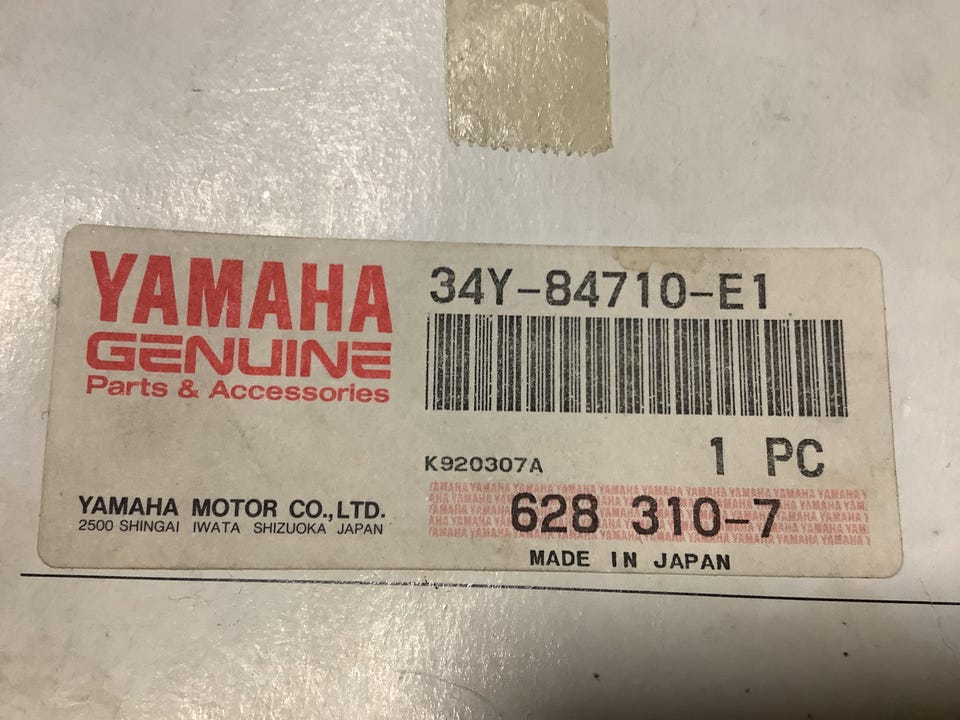 YAMAHA
GENUINE
Parts & Accessories
YAMAHA MOTOR CO.,LTD.
2500 SHINGAI IWATA SHIZUOKA JAPAN
34Y-84710-E1
K920307A
1 PC
628 310-7
MADE IN JAPAN